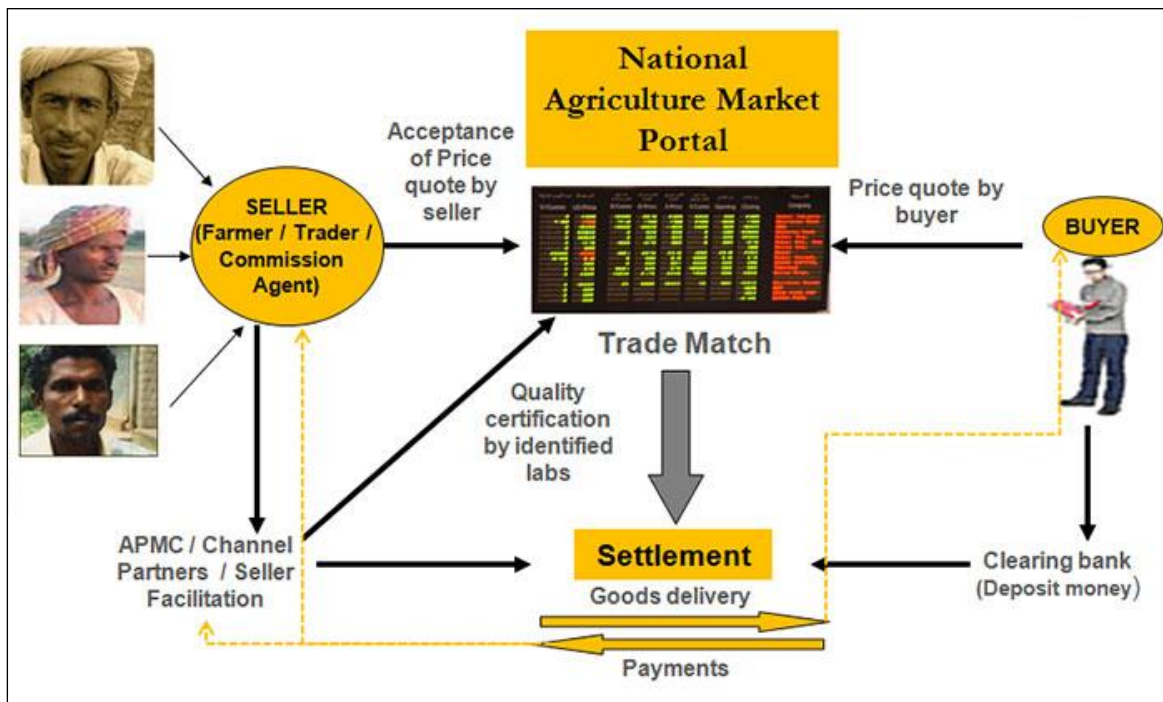 National
Agriculture Market
Portal
Acceptance
of Price
quote by
seller
SELLER
(Farmer / Trader /
Commission
Agent)
Price quote by
buyer
BUYER
Trade Match
Quality
certification
by identified
labs
APMC / Channel
Partners / Seller
Facilitation
Settlement
Goods delivery
Payments
Clearing bank
(Deposit money)